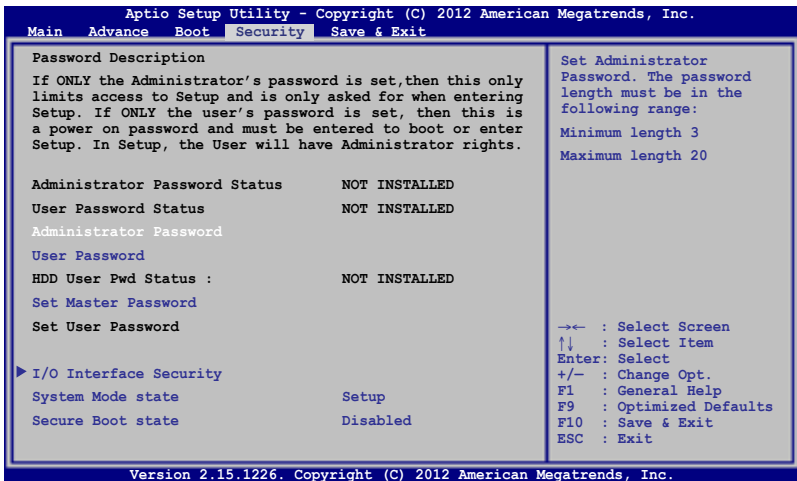 Aptio Setup Utility - Copyright (C) 2012 American Megatrends, Inc.
Main Advance Boot Security Save & Exit
Password Description
If ONLY the Administrator's password is set,then this only
limits access to Setup and is only asked for when entering
Setup. If ONLY the user's password is set, then this is
a power on password and must be entered to boot or enter
Setup. In Setup, the User will have Administrator rights.
Administrator Password Status NOT INSTALLED
User Password Status NOT INSTALLED
Administrator Password
User Password
HDD User Pwd Status : NOT INSTALLED
Set Master Password
Set User Password
I/O Interface Security
System Mode state Setup
Secure Boot state Disabled
Set Administrator
Password. The password
length must be in the
following range:
Minimum length 3
Maximum length 20
→← : Select Screen
↑↓ : Select Item
Enter: Select
+/— : Change Opt.
F1 : General Help
F9 : Optimized Defaults
F10 : Save & Exit
ESC : Exit
Version 2.15.1226. Copyright (C) 2012 American Megatrends, Inc.